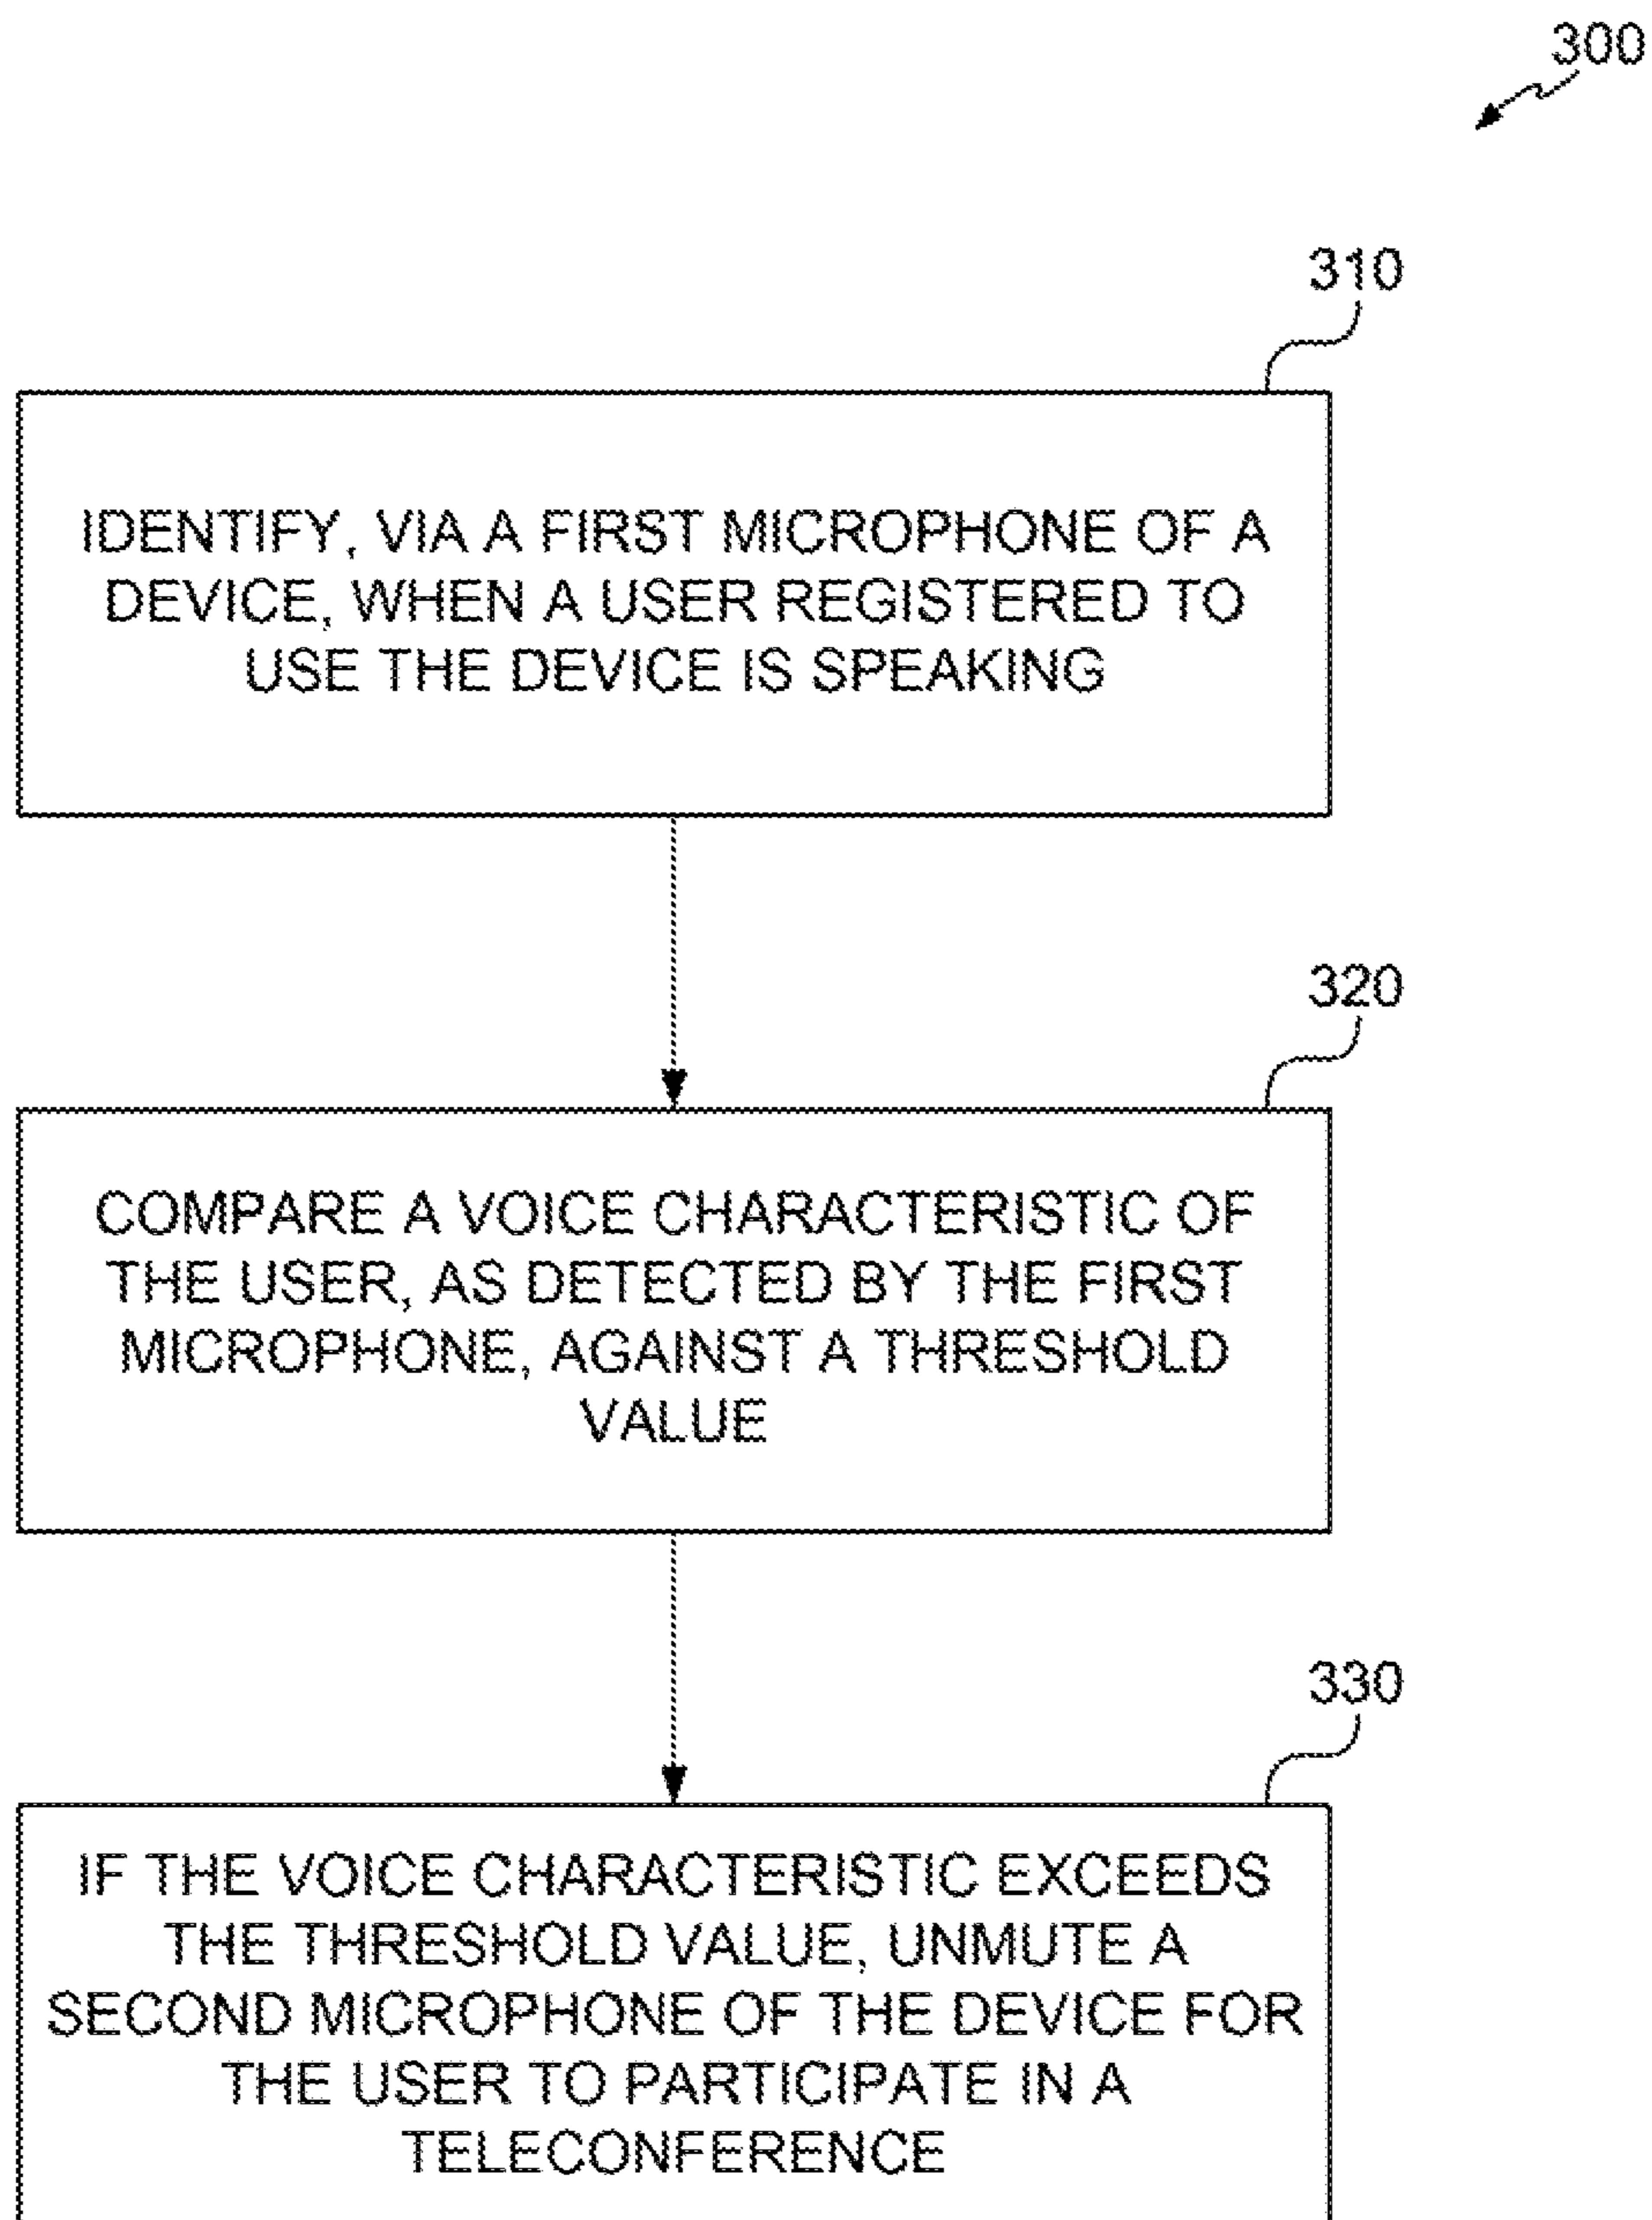 300
310
IDENTIFY, VIA A FIRST MICROPHONE OF A
DEVICE, WHEN A USER REGISTERED TO
USE THE DEVICE IS SPEAKING
320
COMPARE A VOICE CHARACTERISTIC OF
THE USER, AS DETECTED BY THE FIRST
MICROPHONE, AGAINST A THRESHOLD
VALUE
330
IF THE VOICE CHARACTERISTIC EXCEEDS
THE THRESHOLD VALUE, UNMUTE A
SECOND MICROPHONE OF THE DEVICE FOR
THE USER TO PARTICIPATE IN A
TELECONFERENCE